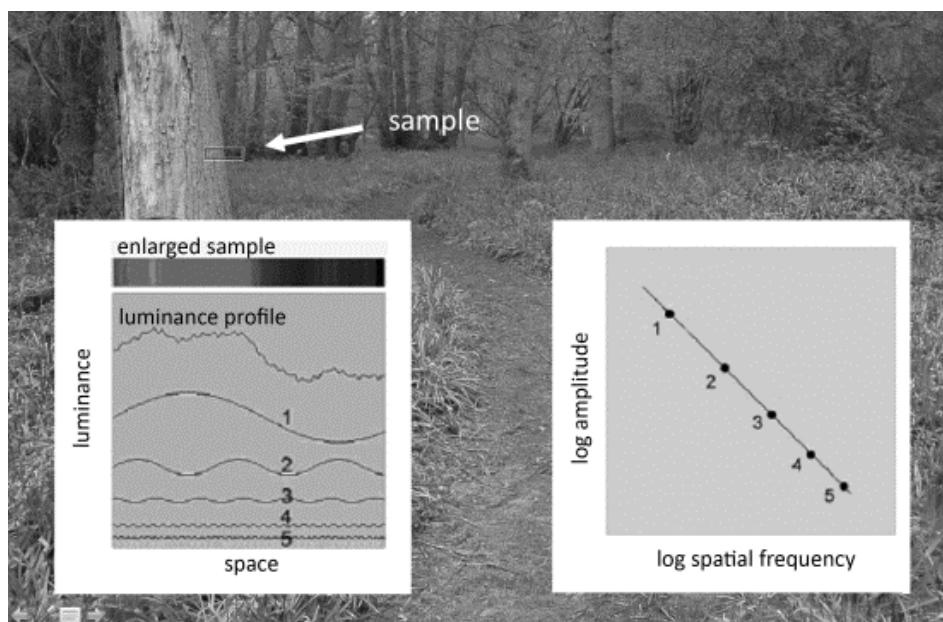 sample
enlarged sample
luminance profile
luminance
1
2
3
4
5
space
1
2
3
4
5
log amplitude
log spatial frequency